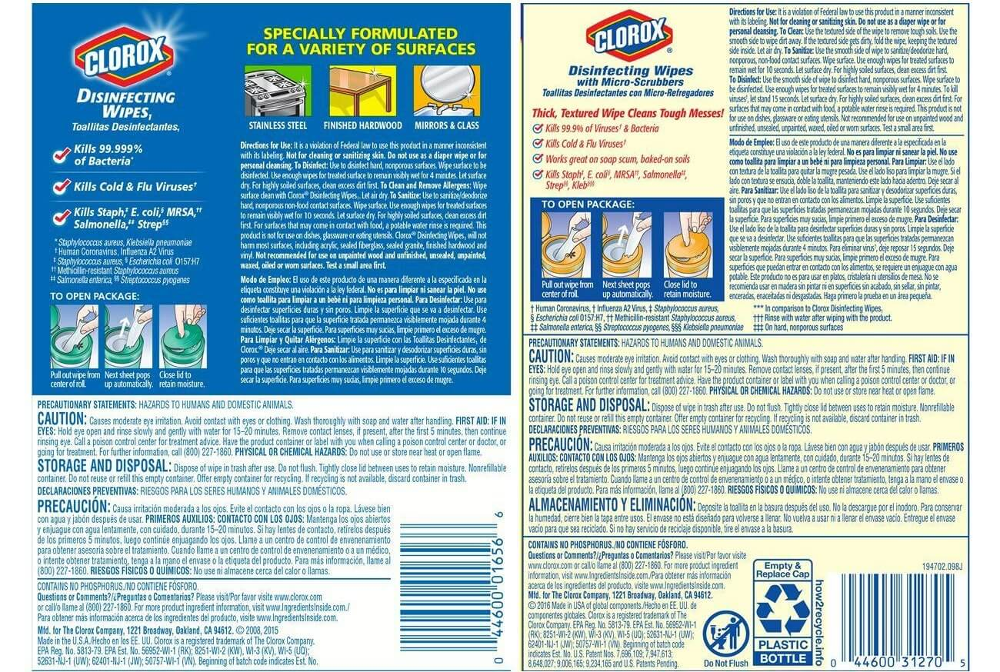 CLOROX
®
DISINFECTING
WIPES,
Toallitas Desinfectantes,
Kills 99.999%
of Bacteria*
Kills Cold & Flu Viruses†
Kills Staph,‡ E. coli,§ MRSA,††
Salmonella,‡‡ Strep§§
* Staphylococcus aureus, Klebsiella pneumoniae
† Human Coronavirus, Influenza A2 Virus
‡ Staphylococcus aureus, § Escherichia coli O157:H7
†† Methicillin-resistant Staphylococcus aureus
‡‡ Salmonella enterica, §§ Streptococcus pyogenes
TO OPEN PACKAGE:
Pull out wipe from
center of roll.
Next sheet pops
up automatically.
Close lid to
retain moisture.
SPECIALLY FORMULATED
FOR A VARIETY OF SURFACES
STAINLESS STEEL
FINISHED HARDWOOD
MIRRORS & GLASS
Directions for Use: It is a violation of Federal law to use this product in a manner inconsistent
with its labeling. Not for cleaning or sanitizing skin. Do not use as a diaper wipe or for
personal cleansing. To Disinfect: Use to disinfect hard, nonporous surfaces. Wipe surface to be
disinfected. Use enough wipes for treated surface to remain visibly wet for 4 minutes. Let surface
dry. For highly soiled surfaces, clean excess dirt first. To Clean and Remove Allergens: Wipe
surface clean with Clorox® Disinfecting Wipes,. Let air dry. To Sanitize: Use to sanitize/deodorize
hard, nonporous non-food contact surfaces. Wipe surface. Use enough wipes for treated surfaces
to remain visibly wet for 10 seconds. Let surface dry. For highly soiled surfaces, clean excess dirt
first. For surfaces that may come in contact with food, a potable water rinse is required. This
product is not for use on dishes, glassware or eating utensils. Clorox® Disinfecting Wipes, will not
harm most surfaces, including acrylic, sealed fiberglass, sealed granite, finished hardwood and
vinyl. Not recommended for use on unpainted wood and unfinished, unsealed, unpainted,
waxed, oiled or worn surfaces. Test a small area first.
Modo de Empleo: El uso de este producto de una manera diferente a la especificada en la
etiqueta constituye una violación a la ley federal. No es para limpiar ni sanear la piel. No use
como toallita para limpiar a un bebé ni para limpieza personal. Para Desinfectar: Use para
desinfectar superficies duras y sin poros. Limpie la superficie que se va a desinfectar. Use
suficientes toallitas para que la superficie tratada permanezca visiblemente mojada durante 4
minutos. Deje secar la superficie. Para superficies muy sucias, limpie primero el exceso de mugre.
Para Limpiar y Quitar Alérgenos: Limpie la superficie con las Toallitas Desinfectantes, de
Clorox.® Deje secar al aire. Para Sanitizar: Use para sanitizar y desodorizar superficies duras, sin
poros y que no entran en contacto con los alimentos. Limpie la superficie. Use suficientes toallitas
para que las superficies tratadas permanezcan visiblemente mojadas durante 10 segundos. Deje
secar la superficie. Para superficies muy sucias, limpie primero el exceso de mugre.
PRECAUTIONARY STATEMENTS: HAZARDS TO HUMANS AND DOMESTIC ANIMALS.
CAUTION: Causes moderate eye irritation. Avoid contact with eyes or clothing. Wash thoroughly with soap and water after handling. FIRST AID: IF IN
EYES: Hold eye open and rinse slowly and gently with water for 15–20 minutes. Remove contact lenses, if present, after the first 5 minutes, then continue
rinsing eye. Call a poison control center for treatment advice. Have the product container or label with you when calling a poison control center or doctor, or
going for treatment. For further information, call (800) 227-1860. PHYSICAL OR CHEMICAL HAZARDS: Do not use or store near heat or open flame.
STORAGE AND DISPOSAL: Dispose of wipe in trash after use. Do not flush. Tightly close lid between uses to retain moisture. Nonrefillable
container. Do not reuse or refill this empty container. Offer empty container for recycling. If recycling is not available, discard container in trash.
DECLARACIONES PREVENTIVAS: RIESGOS PARA LOS SERES HUMANOS Y ANIMALES DOMÉSTICOS.
PRECAUCIÓN: Causa irritación moderada a los ojos. Evite el contacto con los ojos o la ropa. Lávese bien
con agua y jabón después de usar. PRIMEROS AUXILIOS: CONTACTO CON LOS OJOS: Mantenga los ojos abiertos
y enjuague con agua lentamente, con cuidado, durante 15–20 minutos. Si hay lentes de contacto, retírelos después
de los primeros 5 minutos, luego continúe enjuagando los ojos. Llame a un centro de control de envenenamiento
para obtener asesoría sobre el tratamiento. Cuando llame a un centro de control de envenenamiento o a un médico,
o intente obtener tratamiento, tenga a la mano el envase o la etiqueta del producto. Para más información, llame al
(800) 227-1860. RIESGOS FÍSICOS O QUÍMICOS: No use ni almacene cerca del calor o llamas.
CONTAINS NO PHOSPHORUS./NO CONTIENE FÓSFORO.
Questions or Comments?/¿Preguntas o Comentarios? Please visit/Por favor visite www.clorox.com
or call/o llame al (800) 227-1860. For more product ingredient information, visit www.IngredientsInside.com./
Para obtener más información acerca de los ingredientes del producto, visite www.IngredientsInside.com.
Mfd. for The Clorox Company, 1221 Broadway, Oakland, CA 94612. © 2008, 2015
Made in the U.S.A./Hecho en los EE. UU. Clorox is a registered trademark of The Clorox Company.
EPA Reg. No. 5813-79. EPA Est. No. 56952-WI-1 (RK); 8251-WI-2 (KW), WI-3 (KV), WI-5 (UQ);
52631-NJ-1 (UW); 62401-NJ-1 (JW); 50757-WI-1 (VN). Beginning of batch code indicates Est. No.
0 44600 01656 6
CLOROX
®
Disinfecting Wipes
with Micro-Scrubbers
Toallitas Desinfectantes con Micro-Refregadores
Thick, Textured Wipe Cleans Tough Messes!
Kills 99.9% of Viruses† & Bacteria
Kills Cold & Flu Viruses†
Works great on soap scum, baked-on soils
Kills Staph‡, E. coli§, MRSA††, Salmonella‡‡,
Strep§§, Kleb§§§
TO OPEN PACKAGE:
Pull out wipe from
center of roll.
Next sheet pops
up automatically.
Close lid to
retain moisture.
Directions for Use: It is a violation of Federal law to use this product in a manner inconsistent
with its labeling. Not for cleaning or sanitizing skin. Do not use as a diaper wipe or for
personal cleansing. To Clean: Use the textured side of the wipe to remove tough soils. Use the
smooth side to wipe dirt away. If the textured side gets dirty, fold the wipe, keeping the textured
side inside. Let air dry. To Sanitize: Use the smooth side of wipe to sanitize/deodorize hard,
nonporous, non-food contact surfaces. Wipe surface. Use enough wipes for treated surfaces to
remain wet for 10 seconds. Let surface dry. For highly soiled surfaces, clean excess dirt first.
To Disinfect: Use the smooth side of wipe to disinfect hard, nonporous surfaces. Wipe surface to
be disinfected. Use enough wipes for treated surfaces to remain visibly wet for 4 minutes. To kill
viruses†, let stand 15 seconds. Let surface dry. For highly soiled surfaces, clean excess dirt first. For
surfaces that may come in contact with food, a potable water rinse is required. This product is not
for use on dishes, glassware or eating utensils. Not recommended for use on unpainted wood and
unfinished, unsealed, unpainted, waxed, oiled or worn surfaces. Test a small area first.
Modo de Empleo: El uso de este producto de una manera diferente a la especificada en la
etiqueta constituye una violación a la ley federal. No es para limpiar ni sanear la piel. No use
como toallita para limpiar a un bebé ni para limpieza personal. Para Limpiar: Use el lado
con textura de la toallita para quitar la mugre pesada. Use el lado liso para limpiar la mugre. Si el
lado con textura se ensucia, doble la toallita, manteniendo este lado hacia adentro. Deje secar al
aire. Para Sanitizar: Use el lado liso de la toallita para sanitizar y desodorizar superficies duras,
sin poros y que no entran en contacto con los alimentos. Limpie la superficie. Use suficientes
toallitas para que las superficies tratadas permanezcan mojadas durante 10 segundos. Deje secar
la superficie. Para superficies muy sucias, limpie primero el exceso de mugre. Para Desinfectar:
Use el lado liso de la toallita para desinfectar superficies duras y sin poros. Limpie la superficie
que se va a desinfectar. Use suficientes toallitas para que las superficies tratadas permanezcan
visiblemente mojadas durante 4 minutos. Para eliminar virus†, deje reposar 15 segundos. Deje
secar la superficie. Para superficies muy sucias, limpie primero el exceso de mugre. Para
superficies que puedan entrar en contacto con los alimentos, se requiere un enjuague con agua
potable. Este producto no es para usar en platos, cristalería ni utensilios de mesa. No se
recomienda usar en madera sin pintar ni en superficies sin acabado, sin sellar, sin pintar,
enceradas, enaceitadas ni desgastadas. Haga primero la prueba en un área pequeña.
† Human Coronavirus, † Influenza A2 Virus, ‡ Staphylococcus aureus,
§ Escherichia coli O157:H7, †† Methicillin-resistant Staphylococcus aureus,
‡‡ Salmonella enterica, §§ Streptococcus pyogenes, §§§ Klebsiella pneumoniae
*** In comparison to Clorox Disinfecting Wipes,
††† Rinse with water after wiping with the product.
‡‡‡ On hard, nonporous surfaces
PRECAUTIONARY STATEMENTS: HAZARDS TO HUMANS AND DOMESTIC ANIMALS.
CAUTION: Causes moderate eye irritation. Avoid contact with eyes or clothing. Wash thoroughly with soap and water after handling. FIRST AID: IF IN
EYES: Hold eye open and rinse slowly and gently with water for 15–20 minutes. Remove contact lenses, if present, after the first 5 minutes, then continue
rinsing eye. Call a poison control center for treatment advice. Have the product container or label with you when calling a poison control center or doctor, or
going for treatment. For further information, call (800) 227-1860. PHYSICAL OR CHEMICAL HAZARDS: Do not use or store near heat or open flame.
STORAGE AND DISPOSAL: Dispose of wipe in trash after use. Do not flush. Tightly close lid between uses to retain moisture. Nonrefillable
container. Do not reuse or refill this empty container. Offer empty container for recycling. If recycling is not available, discard container in trash.
DECLARACIONES PREVENTIVAS: RIESGOS PARA LOS SERES HUMANOS Y ANIMALES DOMÉSTICOS.
PRECAUCIÓN: Causa irritación moderada a los ojos. Evite el contacto con los ojos o la ropa. Lávese bien con agua y jabón después de usar. PRIMEROS
AUXILIOS: CONTACTO CON LOS OJOS: Mantenga los ojos abiertos y enjuague con agua lentamente, con cuidado, durante 15–20 minutos. Si hay lentes de
contacto, retírelos después de los primeros 5 minutos, luego continúe enjuagando los ojos. Llame a un centro de control de envenenamiento para obtener
asesoría sobre el tratamiento. Cuando llame a un centro de control de envenenamiento o a un médico, o intente obtener tratamiento, tenga a la mano el envase o
la etiqueta del producto. Para más información, llame al (800) 227-1860. RIESGOS FÍSICOS O QUÍMICOS: No use ni almacene cerca del calor o llamas.
ALMACENAMIENTO Y ELIMINACIÓN: Deposite la toallita en la basura después del uso. No la descargue por el inodoro. Para conservar
la humedad, cierre bien la tapa entre usos. El envase no está diseñado para volverse a llenar. No vuelva a usar ni a llenar el envase vacío. Entregue el envase
vacío para que sea reciclado. Si no hay servicio de reciclaje disponible, tire el envase a la basura.
CONTAINS NO PHOSPHORUS./NO CONTIENE FÓSFORO.
Questions or Comments?/¿Preguntas o Comentarios? Please visit/Por favor visite
www.clorox.com or call/o llame al (800) 227-1860. For more product ingredient
information, visit www.IngredientsInside.com./Para obtener más información
acerca de los ingredientes del producto, visite www.IngredientsInside.com.
Mfd. for The Clorox Company, 1221 Broadway, Oakland, CA 94612.
© 2016 Made in USA of global components./Hecho en EE. UU. de
componentes globales. Clorox is a registered trademark of The
Clorox Company. EPA Reg. No. 5813-79. EPA Est. No. 56952-WI-1
(RK); 8251-WI-2 (KW), WI-3 (KV), WI-5 (UQ); 52631-NJ-1 (UW);
62401-NJ-1 (JW); 50757-WI-1 (VN). Beginning of batch code
indicates Est. No. U.S. Patent Nos. 7,696,109; 7,947,613;
8,648,027; 9,006,165; 9,234,165 and U.S. Patents Pending.
Do Not Flush
Empty &
Replace Cap
PLASTIC
BOTTLE
how2recycle.info
194702.098J
0 44600 31270 5